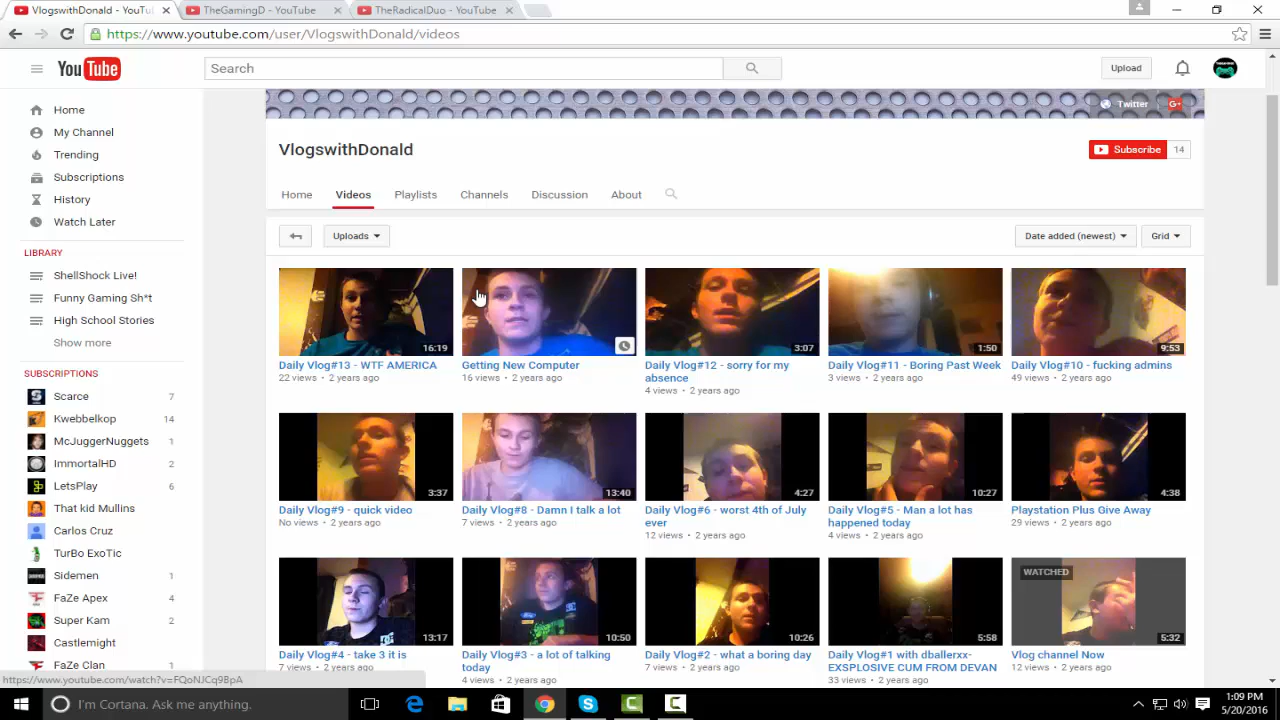 VlogswithDonald - YouTu
TheGamingD - YouTube
TheRadicalDuo - YouTube
https://www.youtube.com/user/VlogswithDonald/videos
YouTube
Search
Upload
Home
My Channel
Trending
Subscriptions
History
Watch Later
LIBRARY
ShellShock Live!
Funny Gaming Sh*t
High School Stories
Show more
SUBSCRIPTIONS
Scarce 7
Kwebbelkop 14
McJuggerNuggets 1
ImmortalHD 2
LetsPlay 6
That kid Mullins
Carlos Cruz
TurBo ExoTic
Sidemen 1
FaZe Apex 4
Super Kam 2
Castlemight
FaZe Clan 1
Twitter
G+
VlogswithDonald
Subscribe 14
Home Videos Playlists Channels Discussion About
Uploads
Date added (newest)
Grid
16:19
3:07
1:50
9:53
Daily Vlog#13 - WTF AMERICA
22 views • 2 years ago
Getting New Computer
16 views • 2 years ago
Daily Vlog#12 - sorry for my
absence
4 views • 2 years ago
Daily Vlog#11 - Boring Past Week
3 views • 2 years ago
Daily Vlog#10 - fucking admins
49 views • 2 years ago
3:37
13:40
4:27
10:27
4:38
Daily Vlog#9 - quick video
No views • 2 years ago
Daily Vlog#8 - Damn I talk a lot
7 views • 2 years ago
Daily Vlog#6 - worst 4th of July
ever
12 views • 2 years ago
Daily Vlog#5 - Man a lot has
happened today
4 views • 2 years ago
Playstation Plus Give Away
29 views • 2 years ago
WATCHED
13:17
10:50
10:26
5:58
5:32
Daily Vlog#4 - take 3 it is
7 views • 2 years ago
Daily Vlog#3 - a lot of talking
today
4 views • 2 years ago
Daily Vlog#2 - what a boring day
7 views • 2 years ago
Daily Vlog#1 with dballerxx-
EXSPLOSIVE CUM FROM DEVAN
33 views • 2 years ago
Vlog channel Now
12 views • 2 years ago
https://www.youtube.com/watch?v=FQoNJCq9BpA
I'm Cortana. Ask me anything.
1:09 PM
5/20/2016